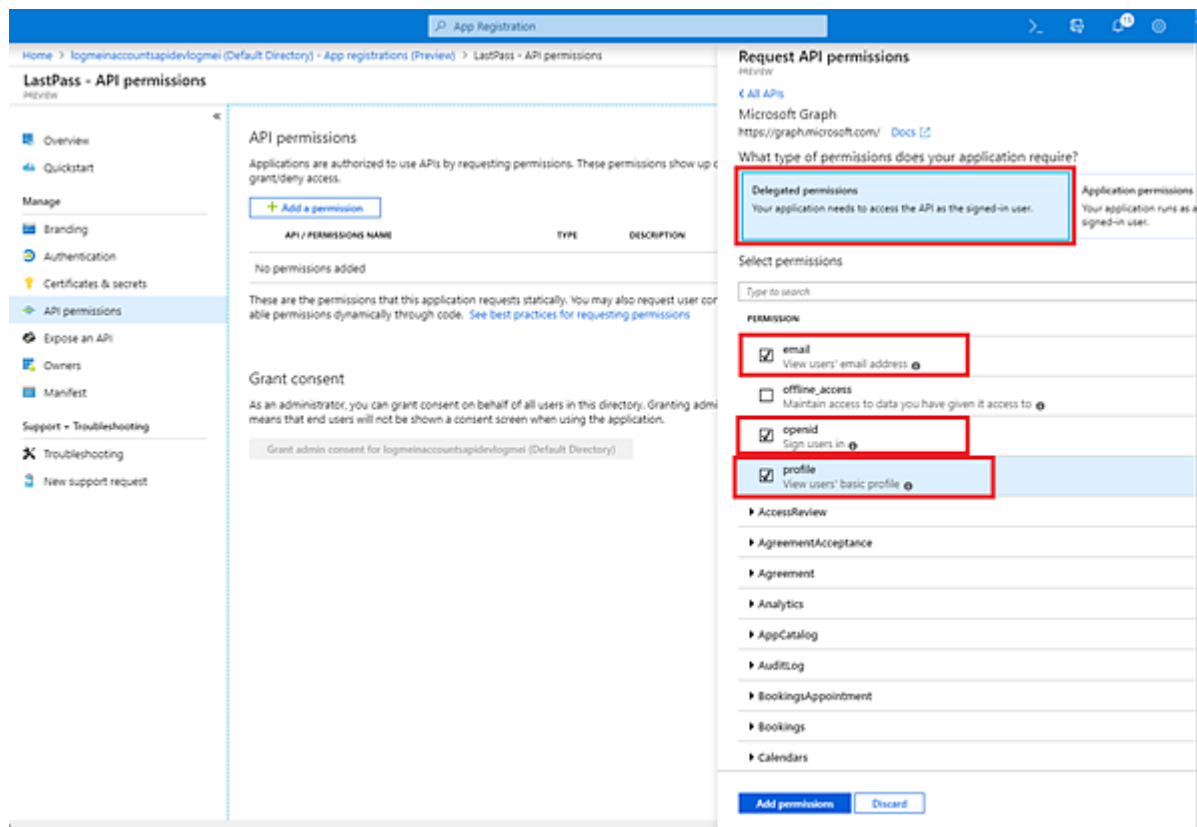 App Registration
15
Home > logmeinaccountsapidevlogmei (Default Directory) - App registrations (Preview) > LastPass - API permissions
LastPass - API permissions
PREVIEW
Overview
Quickstart
Manage
Branding
Authentication
Certificates & secrets
API permissions
Expose an API
Owners
Manifest
Support + Troubleshooting
Troubleshooting
New support request
API permissions
Applications are authorized to use APIs by requesting permissions. These permissions show up
grant/deny access.
+ Add a permission
API / PERMISSIONS NAME TYPE DESCRIPTION
No permissions added
These are the permissions that this application requests statically. You may also request user
able permissions dynamically through code. See best practices for requesting permissions
Grant consent
As an administrator, you can grant consent on behalf of all users in this directory. Granting
means that end users will not be shown a consent screen when using the application.
Grant admin consent for logmeinaccountsapidevlogmei (Default Directory)
Request API permissions
PREVIEW
< All APIs
Microsoft Graph
https://graph.microsoft.com/ Docs
What type of permissions does your application require?
Delegated permissions
Your application needs to access the API as the signed-in user.
Application permissions
Your application runs as a
signed-in user.
Select permissions
Type to search
PERMISSION
email
View users' email address
offline_access
Maintain access to data you have given it access to
openid
Sign users in
profile
View users' basic profile
AccessReview
AgreementAcceptance
Agreement
Analytics
AppCatalog
AuditLog
BookingsAppointment
Bookings
Calendars
Add permissions
Discard